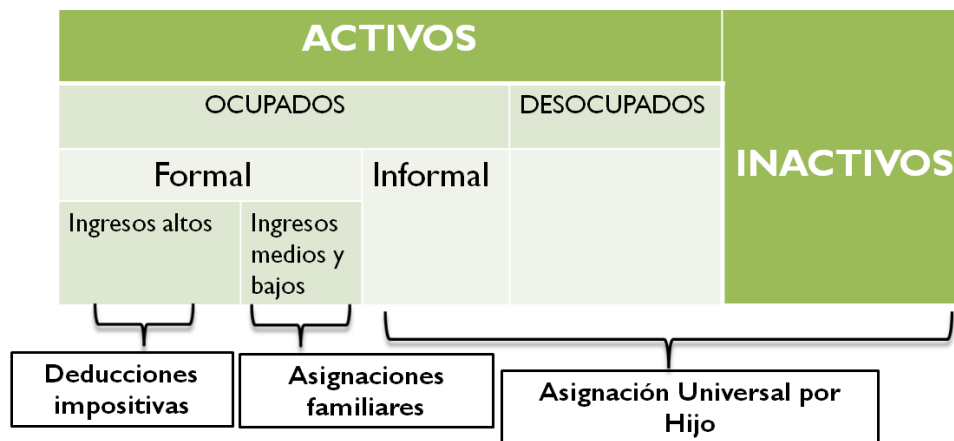 ACTIVOS
INACTIVOS
OCUPADOS
DESOCUPADOS
Formal
Informal
Ingresos altos
Ingresos
medios y
bajos
Deducciones
impositivas
Asignaciones
familiares
Asignación Universal por
Hijo